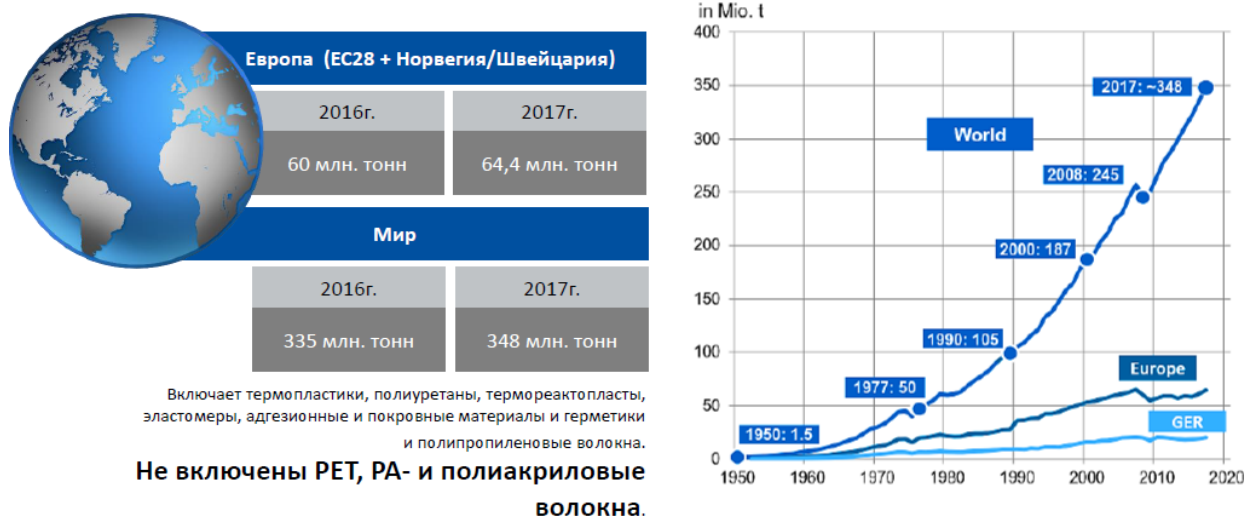 Европа (ЕС28 + Норвегия/Швейцария)
2016г.
2017г.
60 млн. тонн
64,4 млн. тонн
Мир
2016г.
2017г.
335 млн. тонн
348 млн. тонн
Включает термопластики, полиуретаны, термореактопласты,
эластомеры, адгезионные и покровные материалы и герметики
и полипропиленовые волокна.
Не включены PET, PA- и полиакриловые
волокна.
in Mio. t
400
350
300
250
200
150
100
50
0
2017: ~348
World
2008: 245
2000: 187
1990: 105
1977: 50
1950: 1.5
Europe
GER
1950
1960
1970
1980
1990
2000
2010
2020